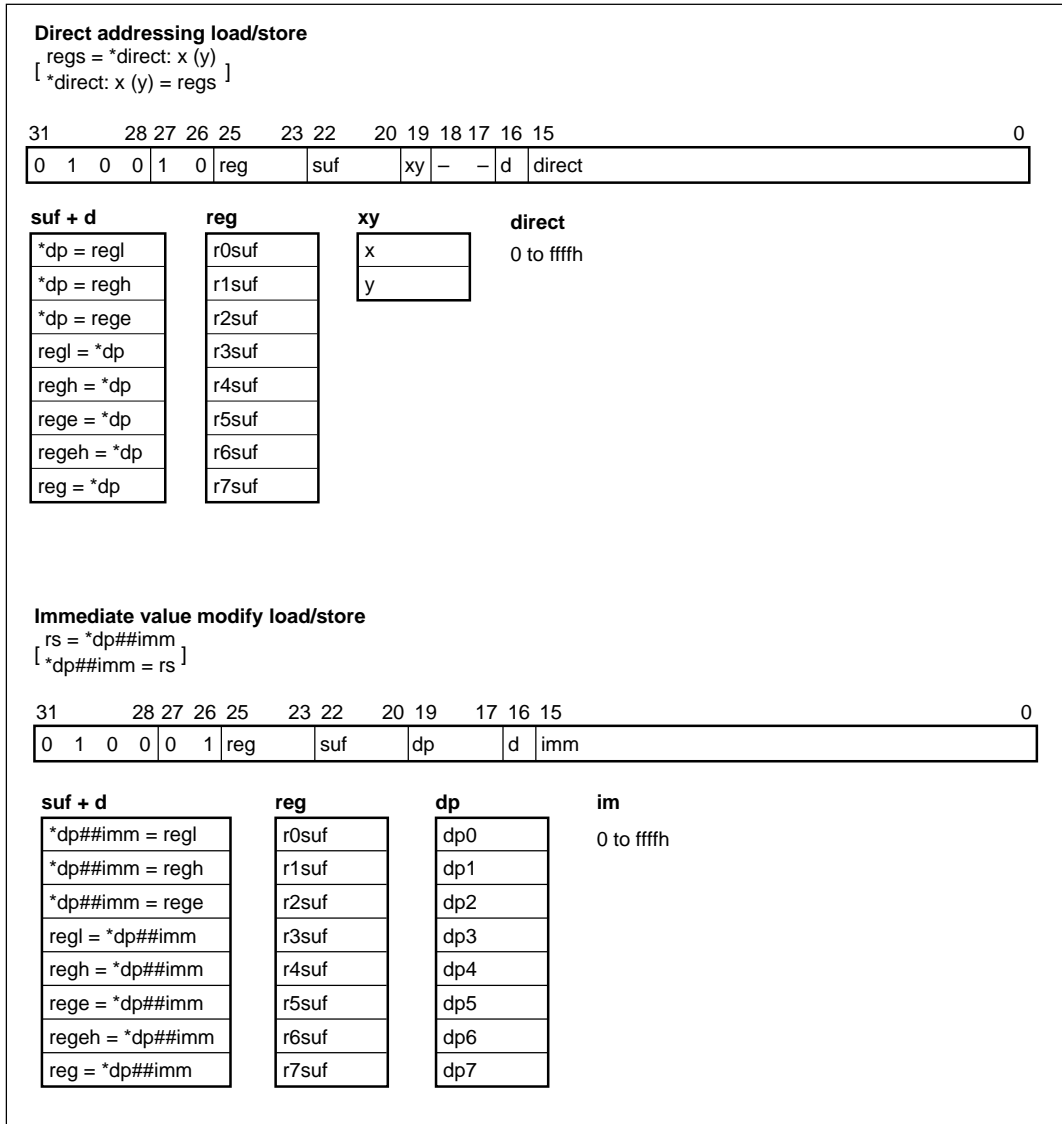 Direct addressing load/store
[ regs = *direct: x (y)
*direct: x (y) = regs ]
31 28 27 26 25 23 22 20 19 18 17 16 15 0
0 1 0 0 1 0 reg suf xy – – d direct
suf + d reg xy direct
*dp = regl r0suf x 0 to ffffh
*dp = regh r1suf y
*dp = rege r2suf
regl = *dp r3suf
regh = *dp r4suf
rege = *dp r5suf
regeh = *dp r6suf
reg = *dp r7suf
Immediate value modify load/store
[ rs = *dp##imm
*dp##imm = rs ]
31 28 27 26 25 23 22 20 19 17 16 15 0
0 1 0 0 0 1 reg suf dp d imm
suf + d reg dp im
*dp##imm = regl r0suf dp0 0 to ffffh
*dp##imm = regh r1suf dp1
*dp##imm = rege r2suf dp2
regl = *dp##imm r3suf dp3
regh = *dp##imm r4suf dp4
rege = *dp##imm r5suf dp5
regeh = *dp##imm r6suf dp6
reg = *dp##imm r7suf dp7